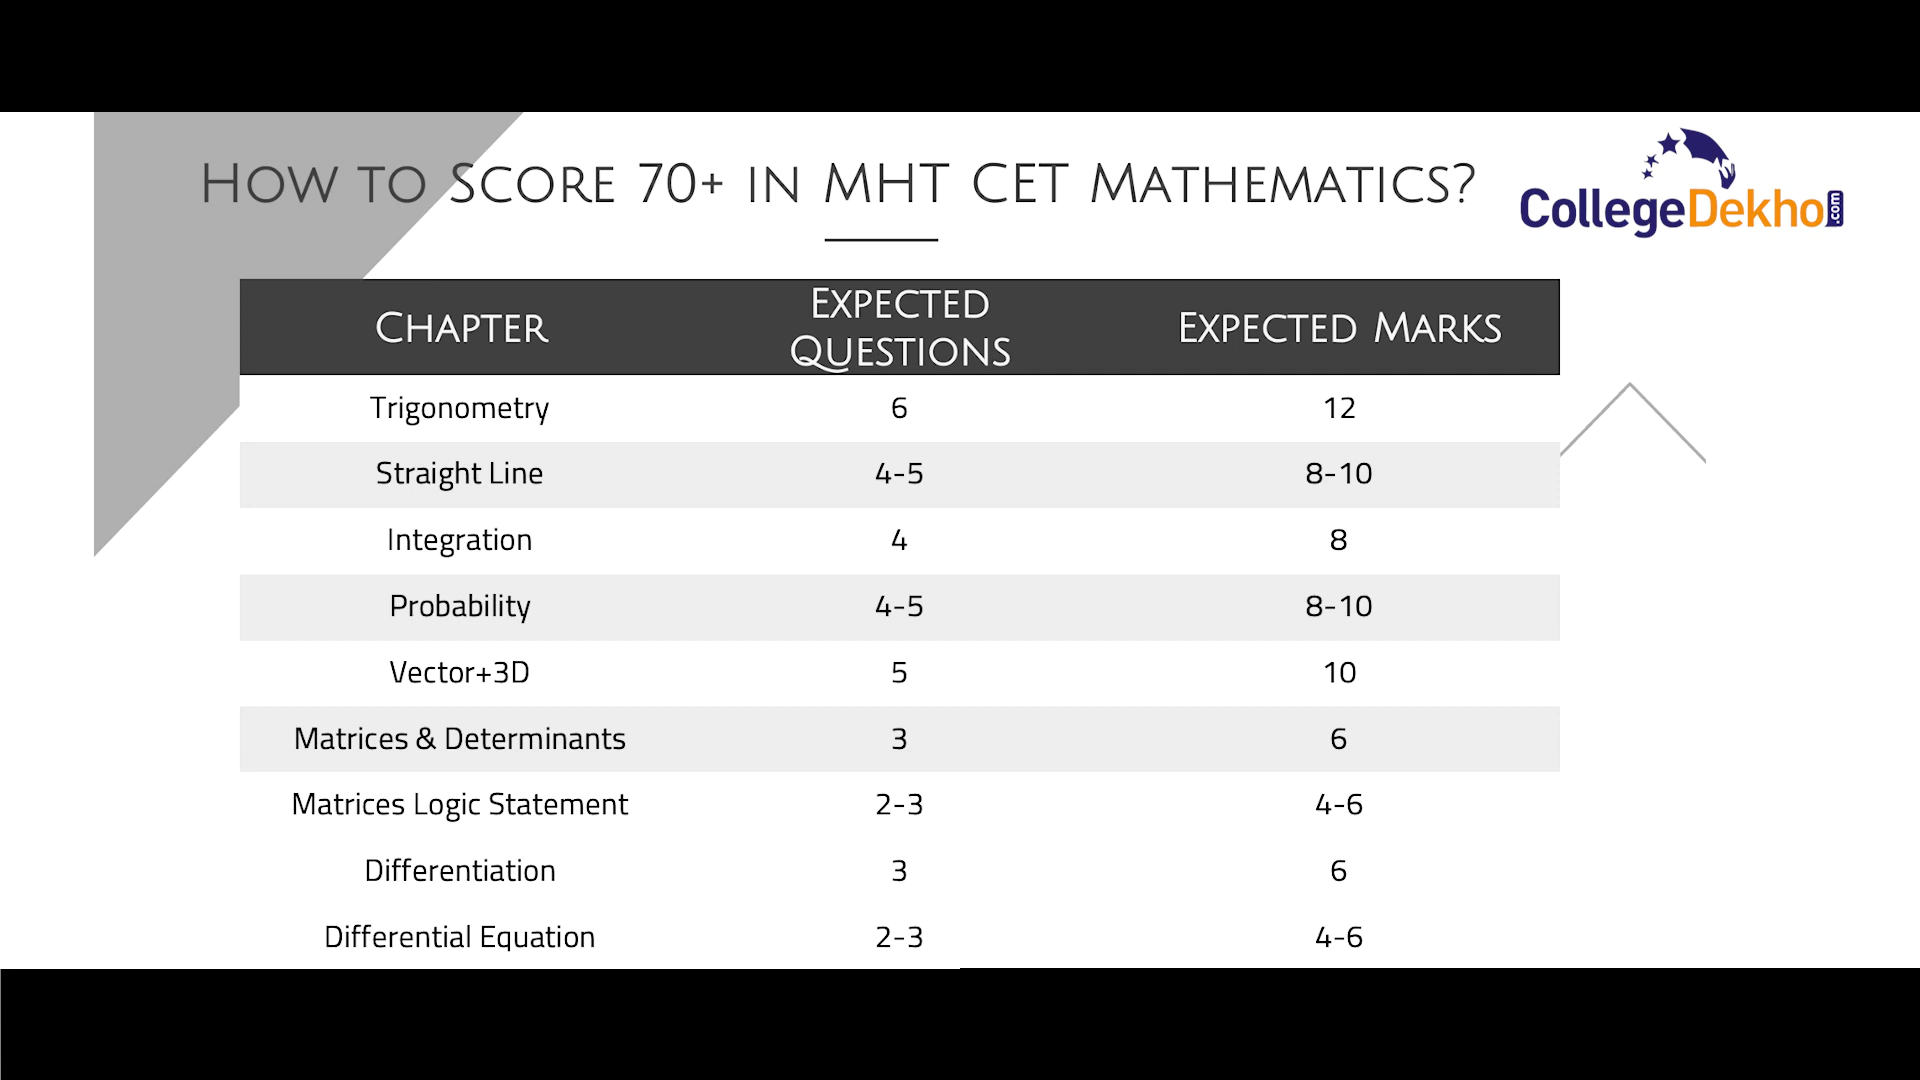 How to Score 70+ in MHT CET Mathematics?
CollegeDekho.com
Chapter Expected Questions Expected Marks
Trigonometry 6 12
Straight Line 4-5 8-10
Integration 4 8
Probability 4-5 8-10
Vector+3D 5 10
Matrices & Determinants 3 6
Matrices Logic Statement 2-3 4-6
Differentiation 3 6
Differential Equation 2-3 4-6